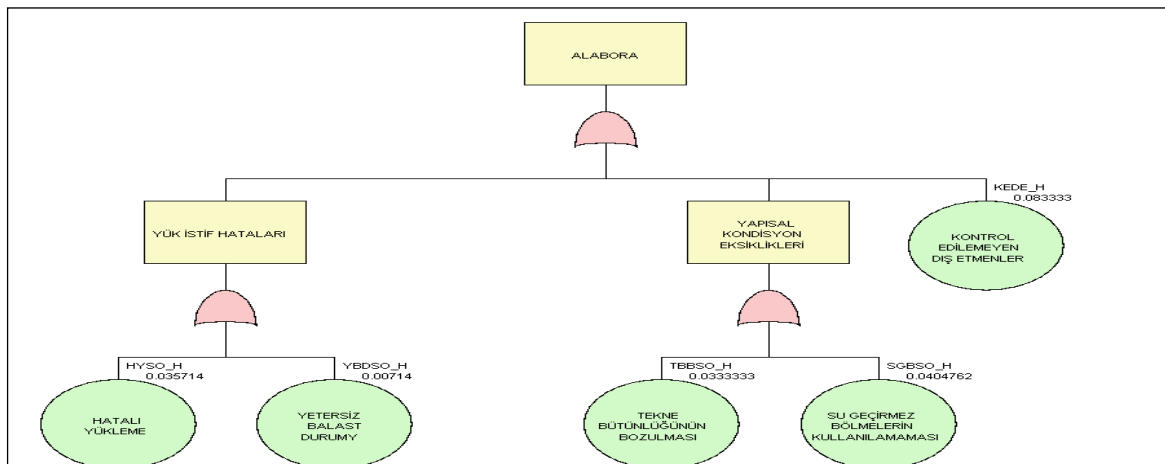 ALABORA
KEDE_H
0.083333
YÜK İSTİF HATALARI
YAPISAL
KONDİSYON
EKSİKLİKLERİ
KONTROL
EDİLEMEYEN
DIŞ ETMENLER
HYSO_H
0.035714
YBDSO_H
0.00714
TBBSO_H
0.0333333
SGBSO_H
0.0404762
HATALI
YÜKLEME
YETERSİZ
BALAST
DURUMY
TEKNE
BÜTÜNLÜĞÜNÜN
BOZULMASI
SU GEÇİRMEZ
BÖLMELERİN
KULLANILAMAMASI